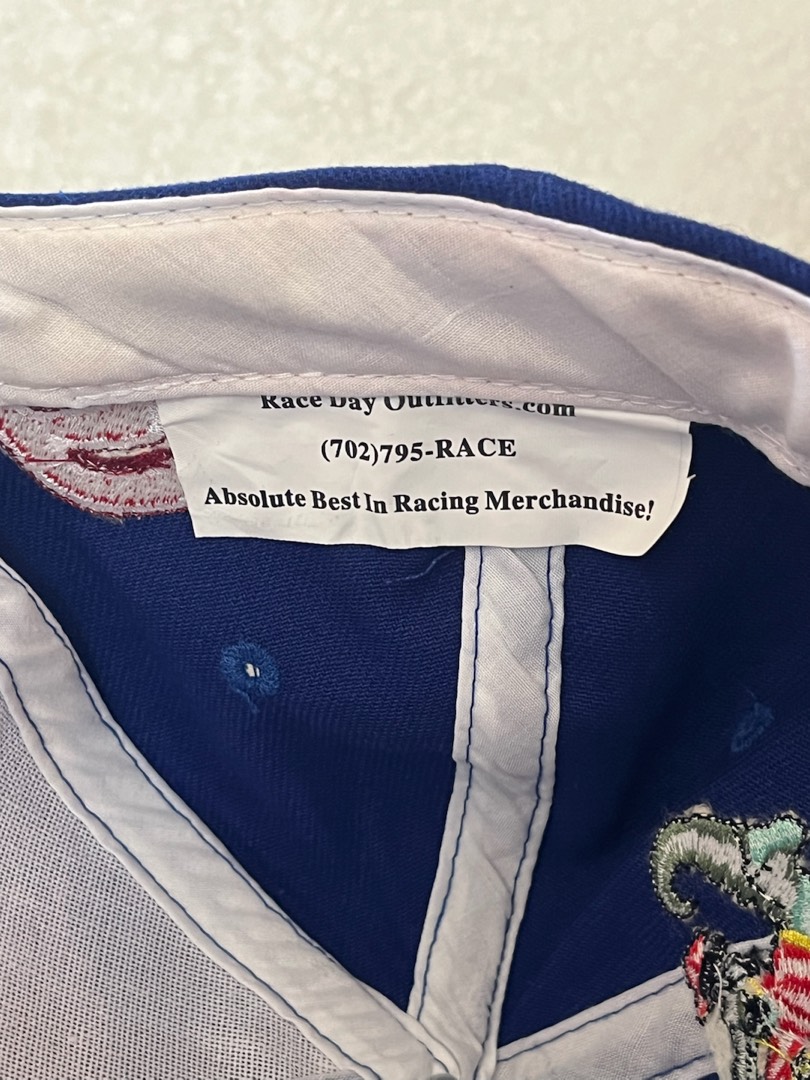 Race Day Outfitters.com
(702)795-RACE
Absolute Best In Racing Merchandise!